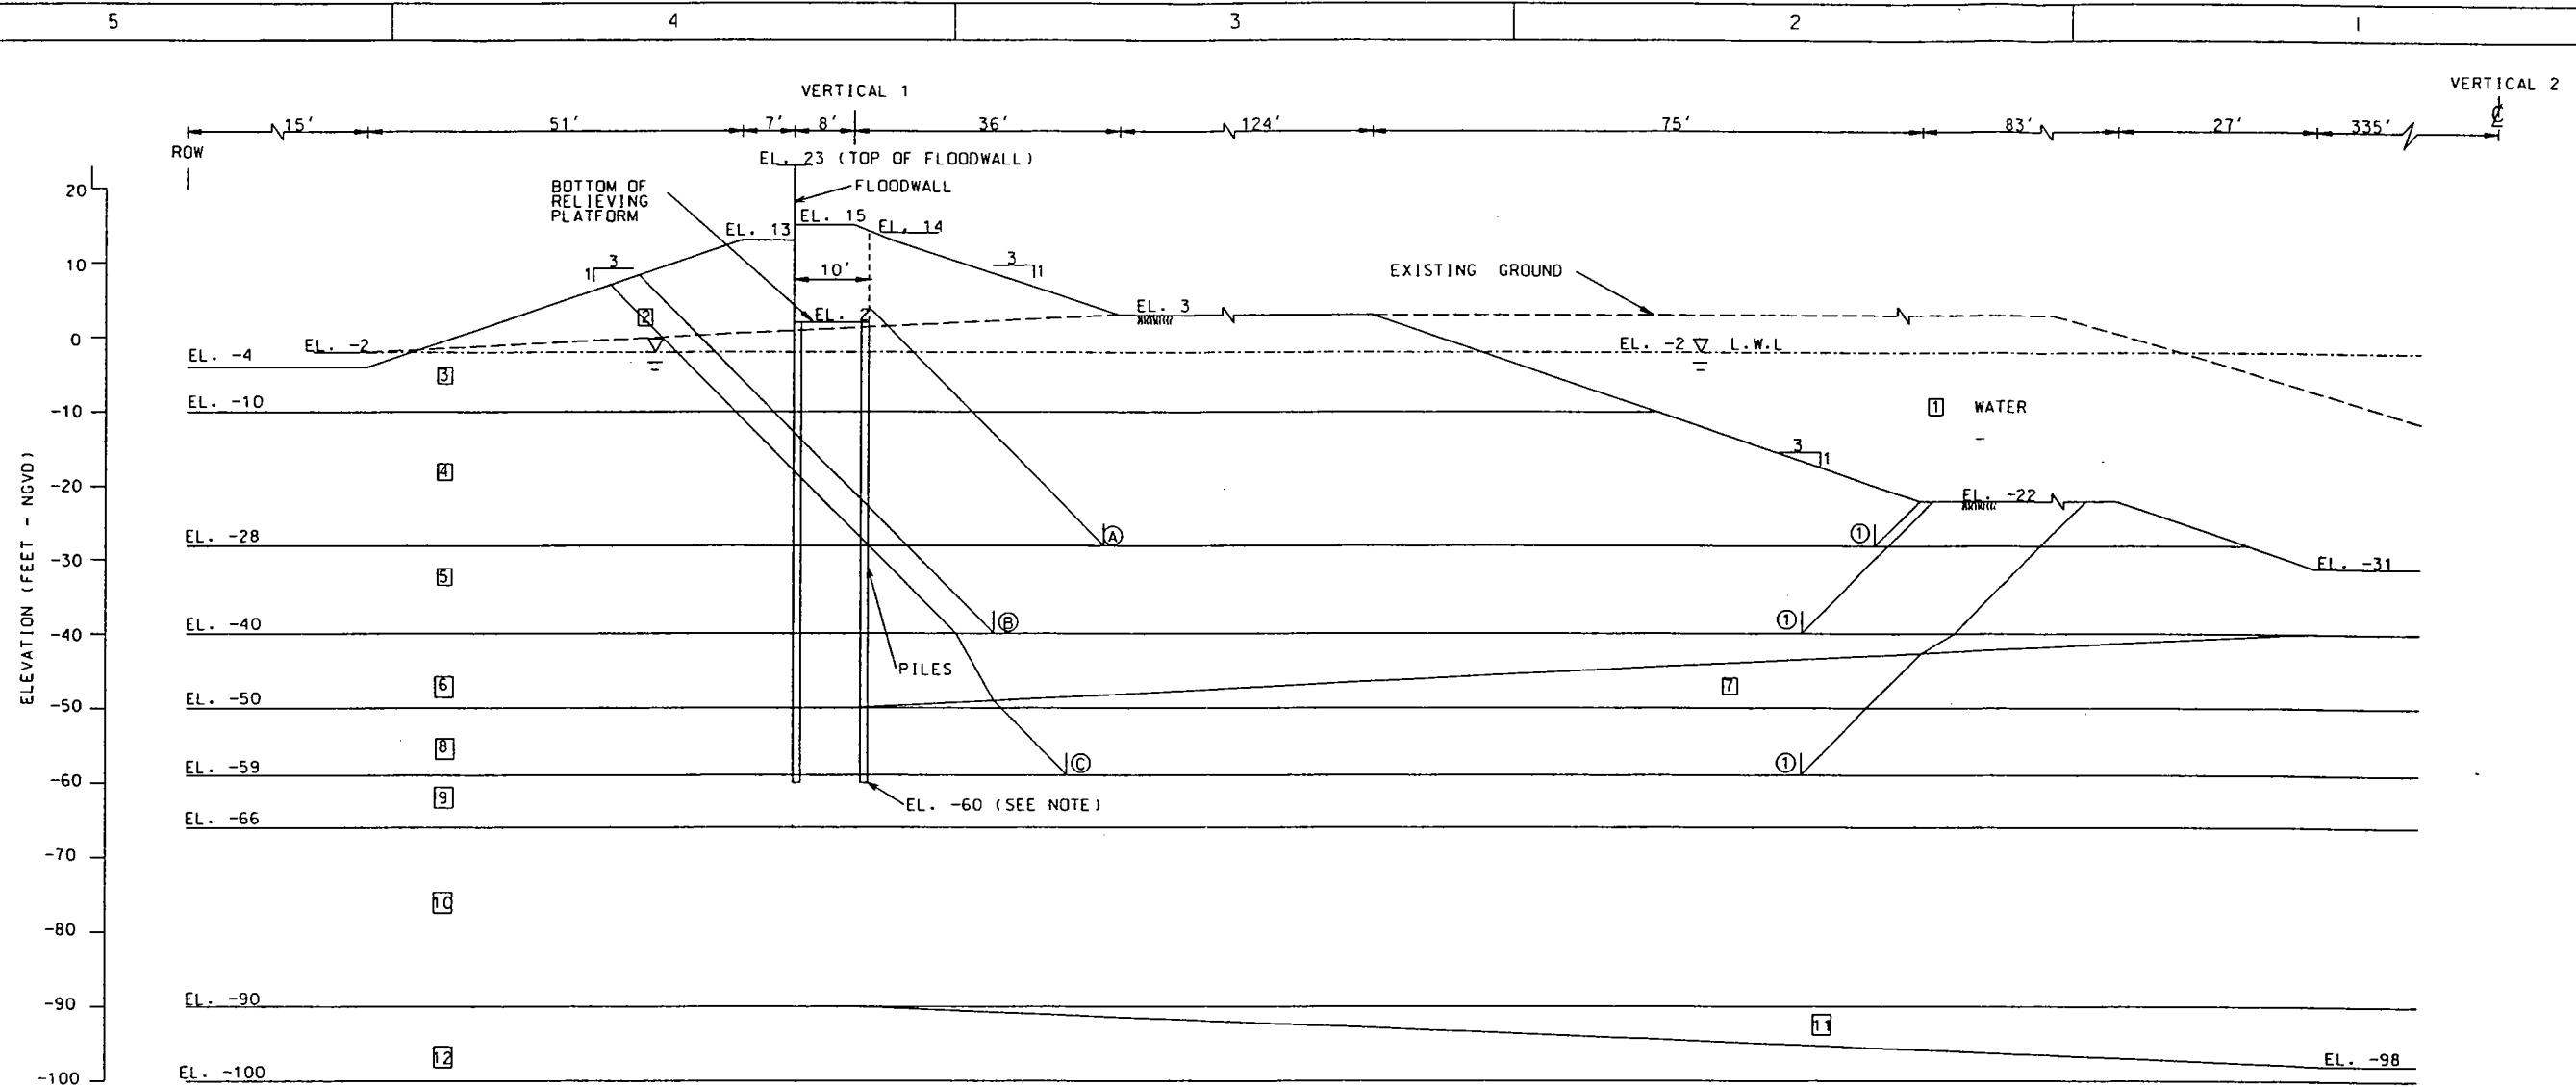 5 4 3 2 1
VERTICAL 1
VERTICAL 2
15' 51' 7' 8' 36' 124' 75' 83' 27' 335'
ROW
EL. 23 (TOP OF FLOODWALL)
BOTTOM OF
RELIEVING
PLATFORM
FLOODWALL
EL. 13
EL. 15
EL. 14
3
1
10'
3
1
EXISTING GROUND
EL. 3
2
EL. 2
EL. -2
EL. -2 L.W.L
EL. -4
3
EL. -10
1 WATER
4
3
1
EL. -22
EL. -28
A
1
EL. -31
5
EL. -40
B
1
PILES
6
7
EL. -50
8
EL. -59
C
1
9
EL. -60 (SEE NOTE)
EL. -66
10
EL. -90
11
12
EL. -98
EL. -100
ELEVATION (FEET - NGVD)
20
10
0
-10
-20
-30
-40
-50
-60
-70
-80
-90
-100